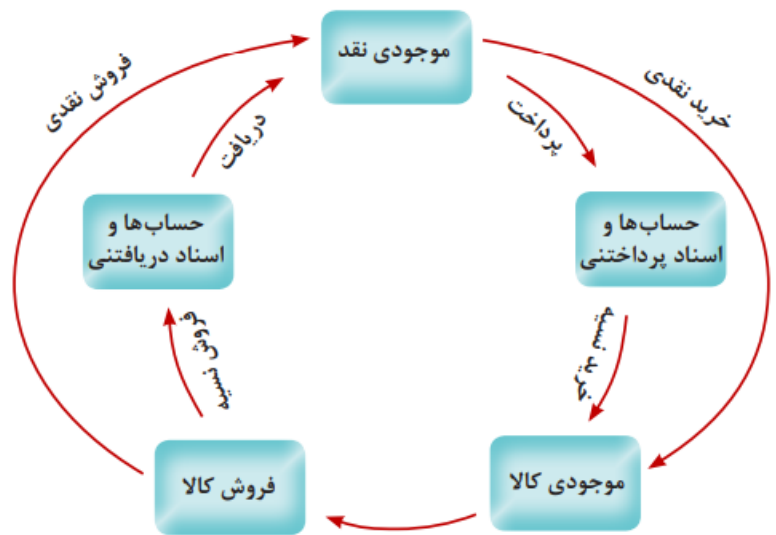 موجودی نقد
فروش نقدی
خرید نقدی
دریافت
پرداخت
حساب‌ها و
اسناد پرداختنی
حساب‌ها و
اسناد دریافتنی
خرید نسیه
فروش نسیه
موجودی کالا
فروش کالا